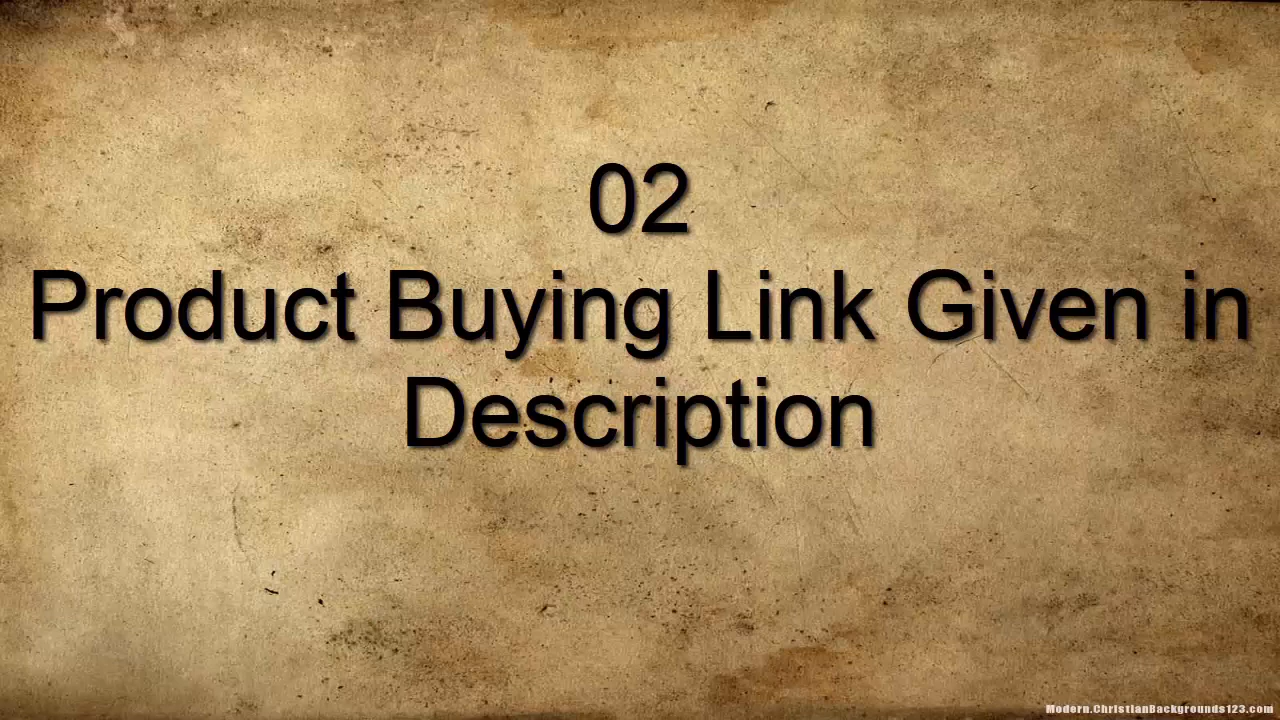 02
Product Buying Link Given in
Description
Modern.ChristianBackgrounds123.com